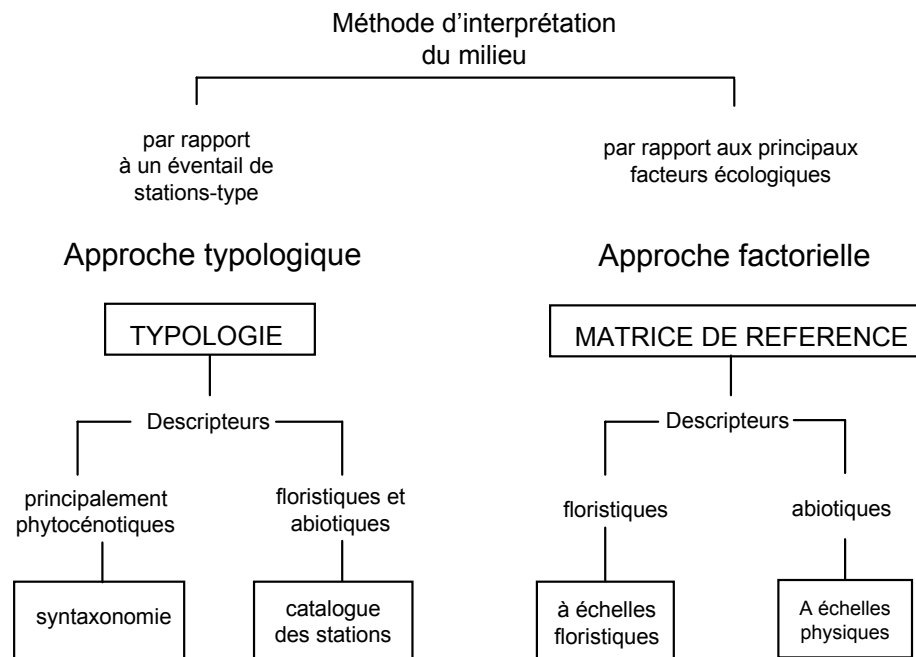 Méthode d'interprétation
du milieu
par rapport
à un éventail de
stations-type
par rapport aux principaux
facteurs écologiques
Approche typologique
Approche factorielle
TYPOLOGIE
MATRICE DE REFERENCE
Descripteurs
Descripteurs
principalement
phytocénotiques
floristiques et
abiotiques
floristiques
abiotiques
syntaxonomie
catalogue
des stations
à échelles
floristiques
A échelles
physiques